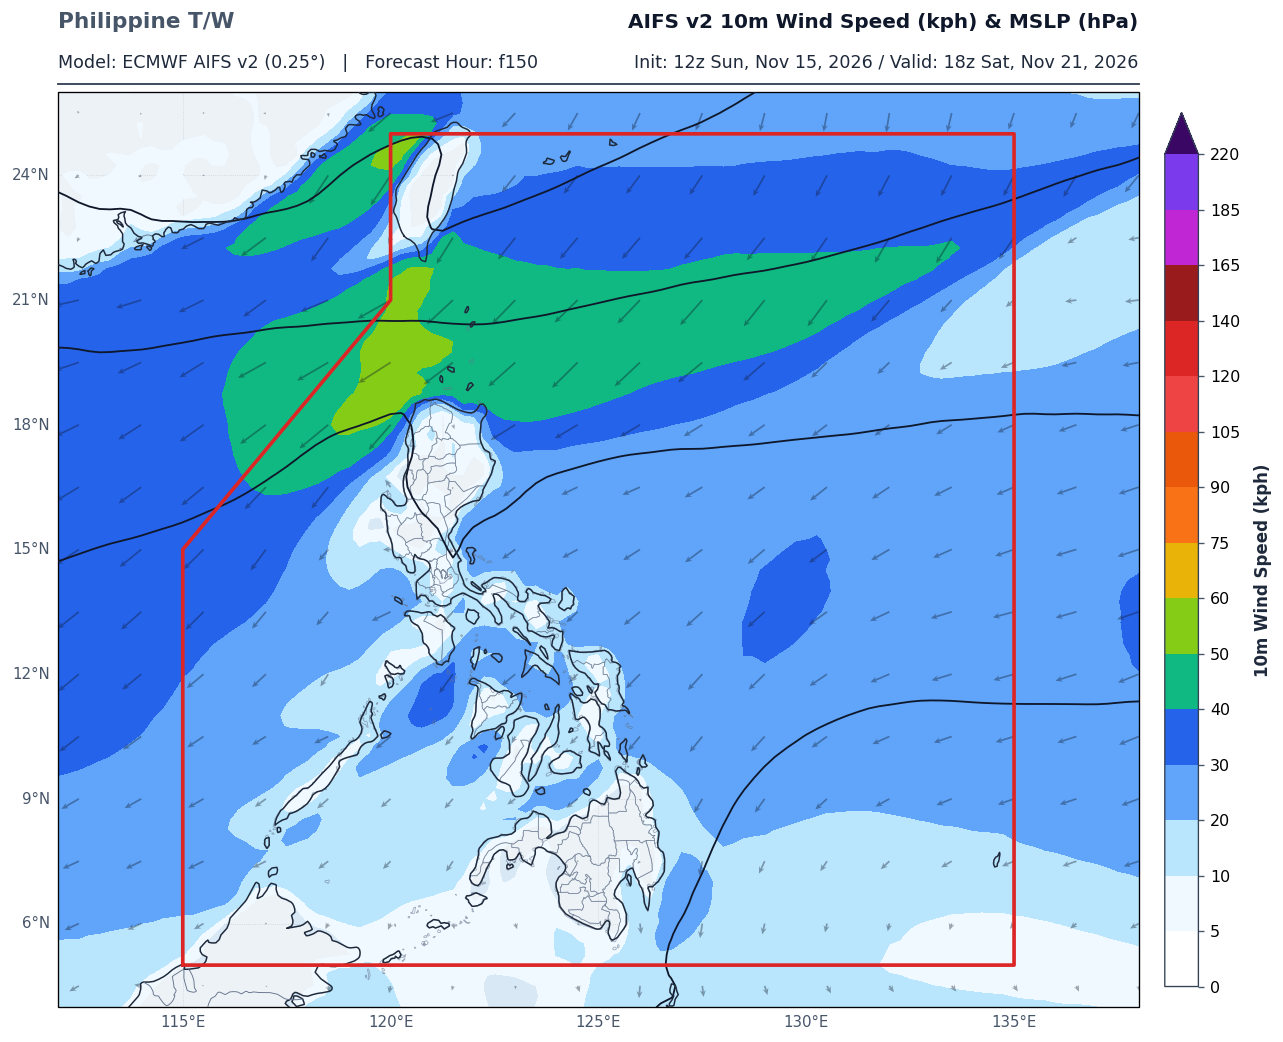 Philippine T/W
AIFS v2 10m Wind Speed (kph) & MSLP (hPa)
Model: ECMWF AIFS v2 (0.25°)   |   Forecast Hour: f150
Init: 12z Sun, Nov 15, 2026 / Valid: 18z Sat, Nov 21, 2026
24°N
21°N
18°N
15°N
12°N
9°N
6°N
115°E
120°E
125°E
130°E
135°E
220
185
165
140
120
105
90
75
60
50
40
30
20
10
5
0
10m Wind Speed (kph)